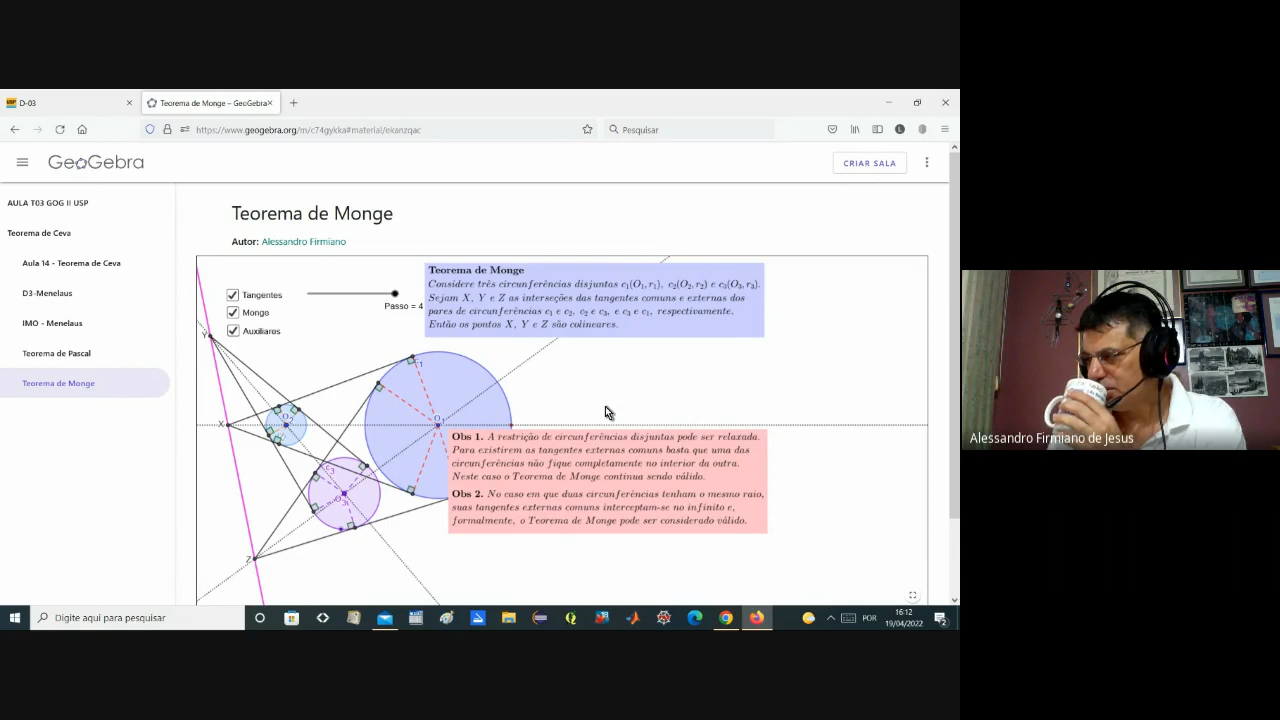 D-03
Teorema de Monge – GeoGebra
https://www.geogebra.org/m/c74gykka#material/ekanzqac
Pesquisar
GeoGebra
CRIAR SALA
AULA T03 GOG II USP
Teorema de Ceva
Aula 14 - Teorema de Ceva
D3-Menelaus
IMO - Menelaus
Teorema de Pascal
Teorema de Monge
Teorema de Monge
Autor: Alessandro Firmiano
Tangentes
Monge
Auxiliares
Passo = 4
Teorema de Monge
Considere três circunferências disjuntas c1(O1, r1), c2(O2, r2) e c3(O3, r3).
Sejam X, Y e Z as interseções das tangentes comuns e externas dos
pares de circunferências c1 e c2, c2 e c3, e c3 e c1, respectivamente.
Então os pontos X, Y e Z são colineares.
Y
X
Z
O2
O1
C1
C3
O3
Obs 1. A restrição de circunferências disjuntas pode ser relaxada.
Para existirem as tangentes externas comuns basta que uma das
circunferências não fique completamente no interior da outra.
Neste caso o Teorema de Monge continua sendo válido.
Obs 2. No caso em que duas circunferências tenham o mesmo raio,
suas tangentes externas comuns interceptam-se no infinito e,
formalmente, o Teorema de Monge pode ser considerado válido.
Alessandro Firmiano de Jesus
Digite aqui para pesquisar
POR
16:12
19/04/2022